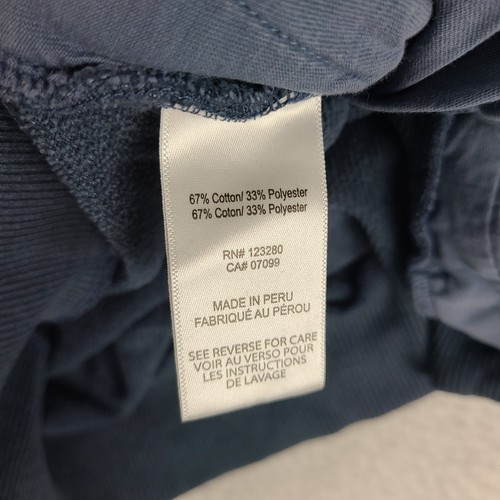 67% Cotton/ 33% Polyester
67% Coton/ 33% Polyester
RN# 123280
CA# 07099
MADE IN PERU
FABRIQUÉ AU PÉROU
SEE REVERSE FOR CARE
VOIR AU VERSO POUR
LES INSTRUCTIONS
DE LAVAGE